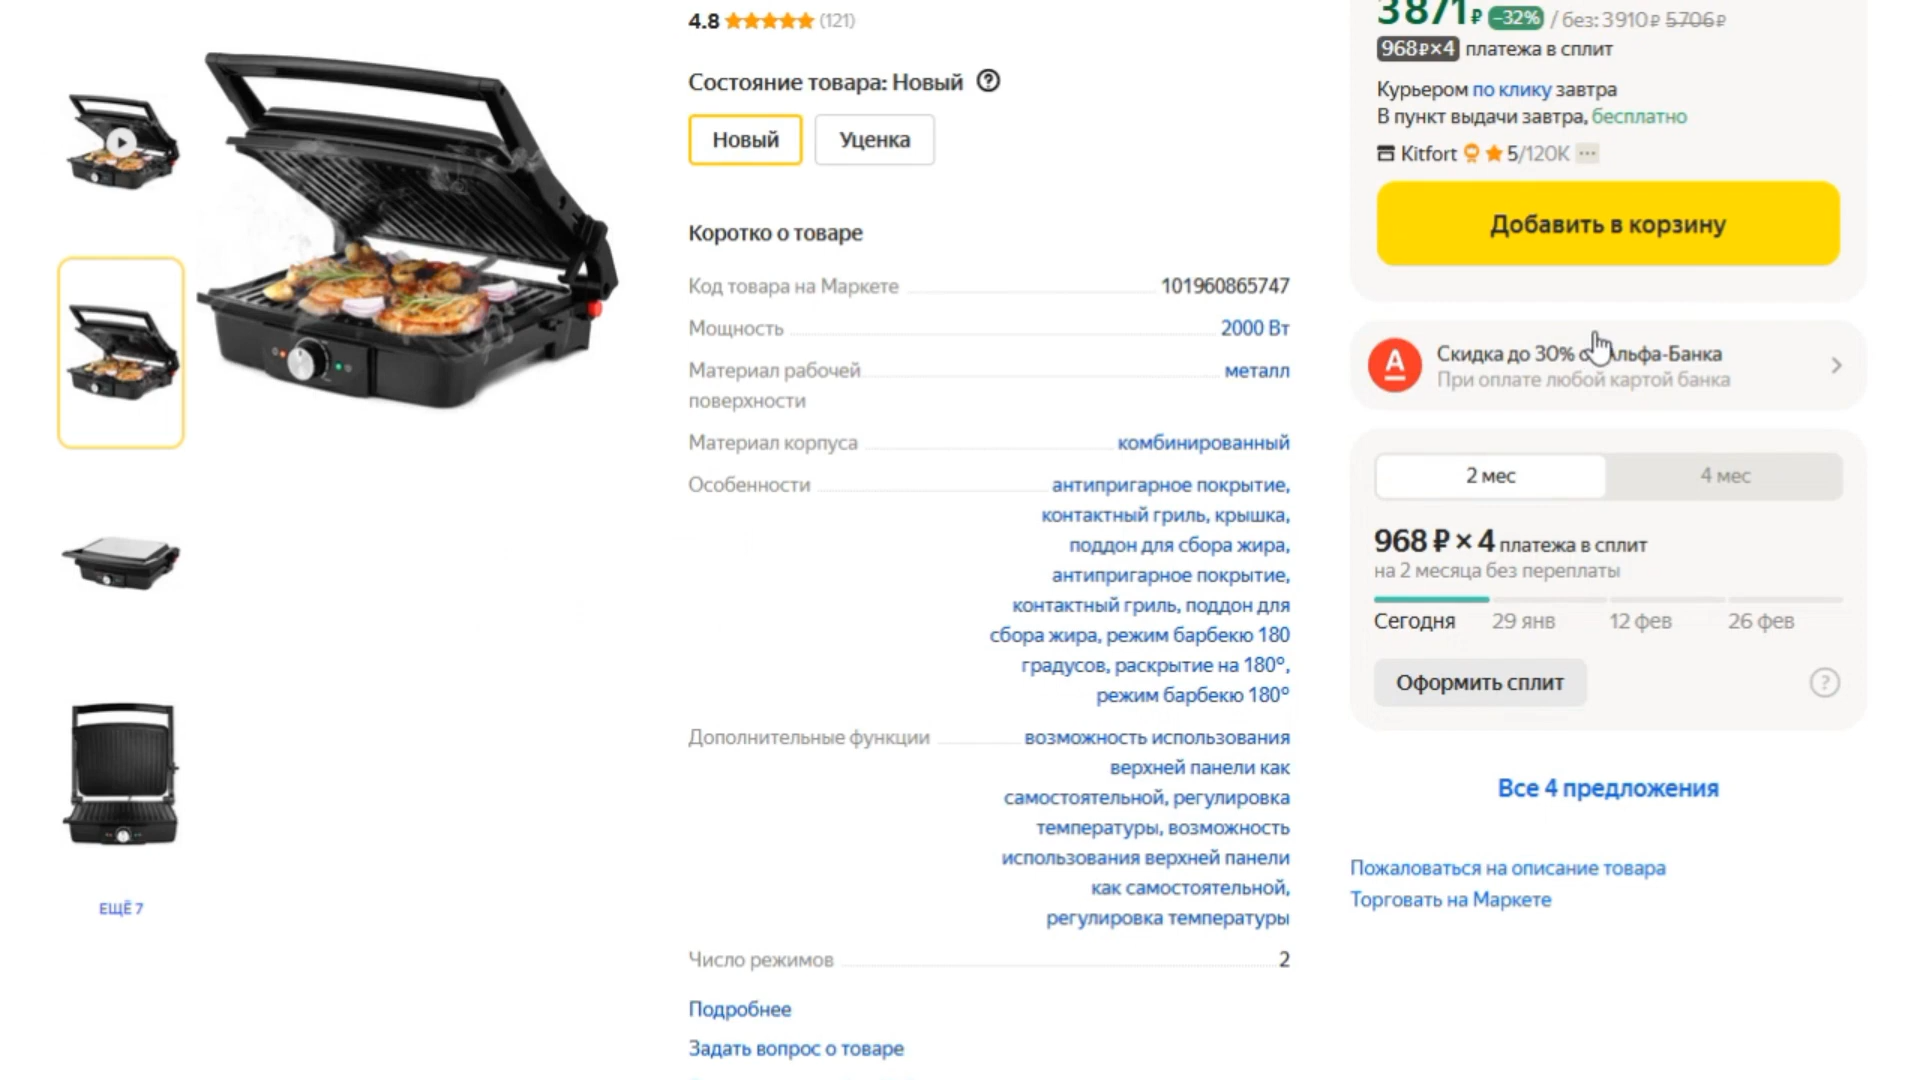 4.8 (121)
Состояние товара: Новый
Новый Уценка
Коротко о товаре
Код товара на Маркете 101960865747
Мощность 2000 Вт
Материал рабочей металл
поверхности
Материал корпуса комбинированный
Особенности антипригарное покрытие,
контактный гриль, крышка,
поддон для сбора жира,
антипригарное покрытие,
контактный гриль, поддон для
сбора жира, режим барбекю 180
градусов, раскрытие на 180°,
режим барбекю 180°
Дополнительные функции возможность использования
верхней панели как
самостоятельной, регулировка
температуры, возможность
использования верхней панели
как самостоятельной,
регулировка температуры
Число режимов 2
Подробнее
Задать вопрос о товаре
ЕЩЁ 7
3 871 ₽ −32% / без: 3910 ₽ 5706 ₽
968 ₽×4 платежа в сплит
Курьером по клику завтра
В пункт выдачи завтра, бесплатно
Kitfort 5/120K ···
Добавить в корзину
А Скидка до 30% Альфа-Банка
При оплате любой картой банка
2 мес 4 мес
968 ₽ × 4 платежа в сплит
на 2 месяца без переплаты
Сегодня 29 янв 12 фев 26 фев
Оформить сплит ?
Все 4 предложения
Пожаловаться на описание товара
Торговать на Маркете